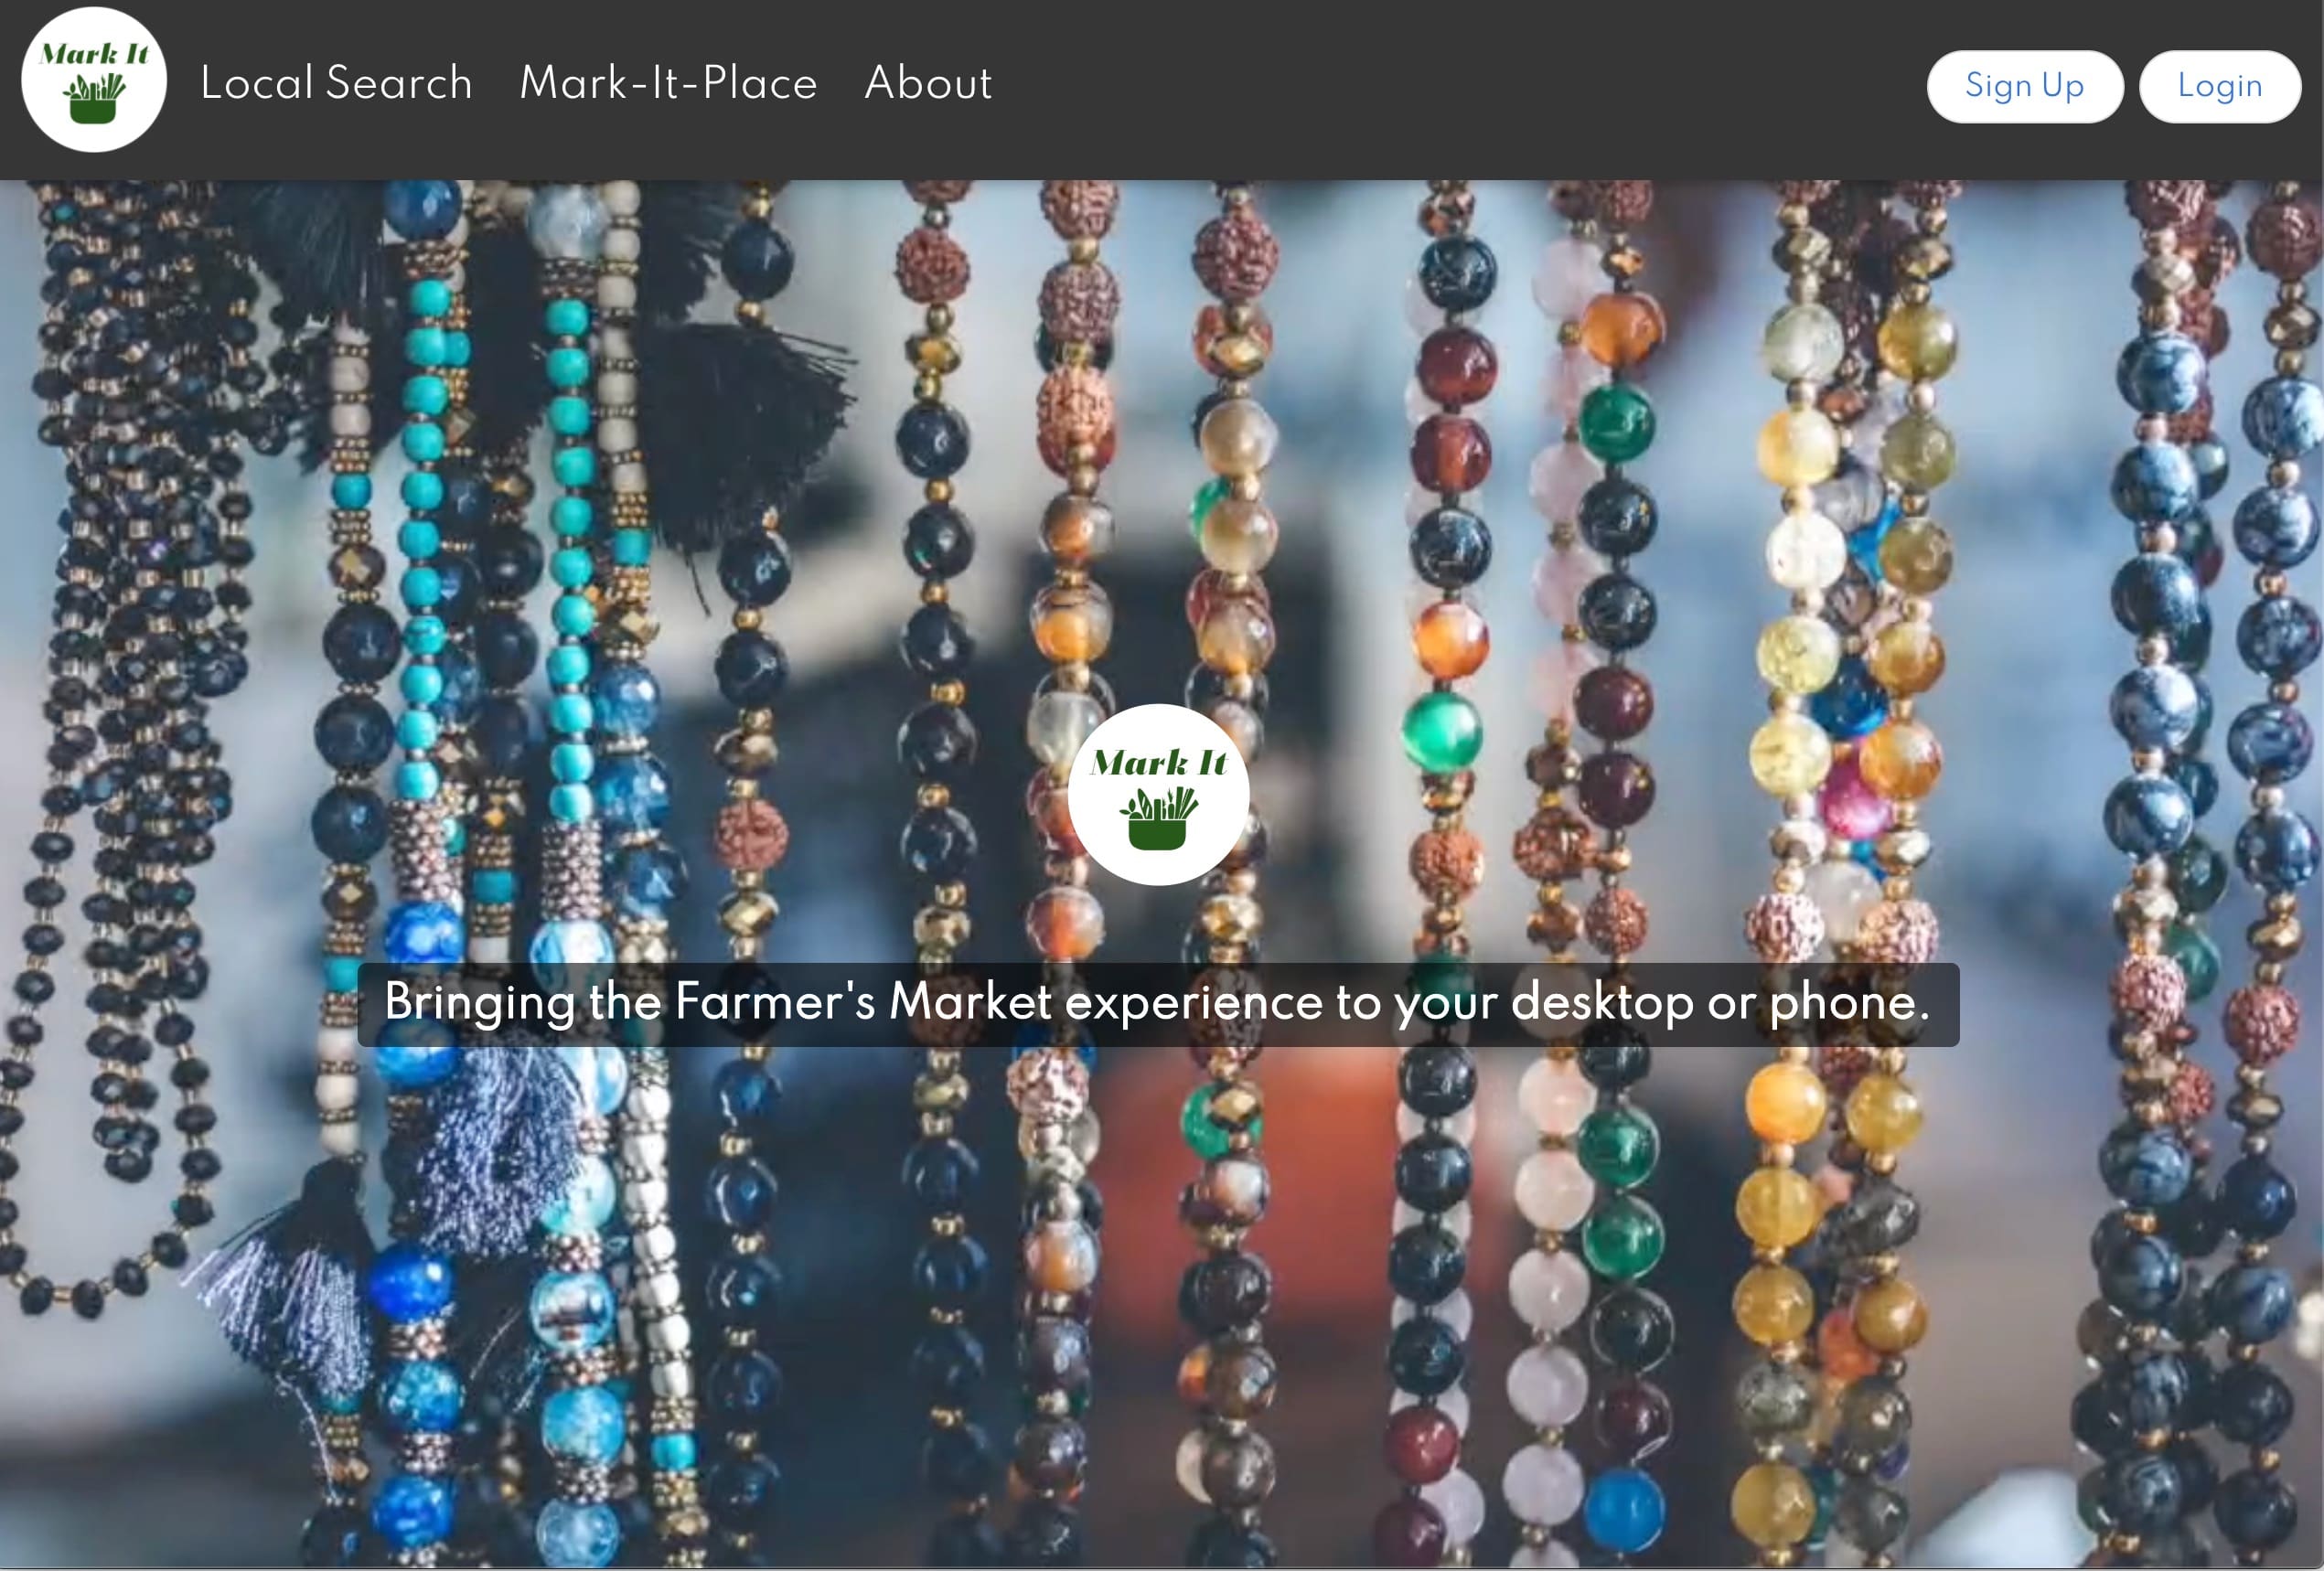 Mark It
Local Search
Mark-It-Place
About
Sign Up
Login
Mark It
Bringing the Farmer's Market experience to your desktop or phone.